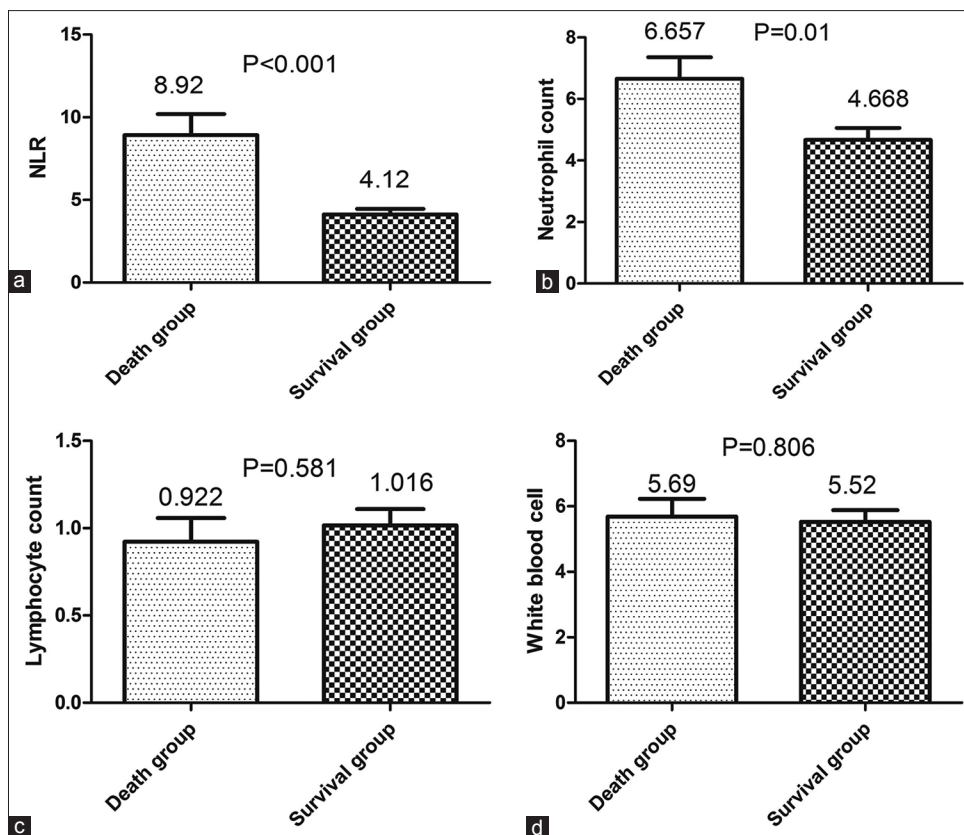 15
P<0.001
8.92
10
NLR
4.12
5
0
a
Death group
Survival group
8
6.657
P=0.01
6
4.668
Neutrophil count
4
2
0
b
Death group
Survival group
1.5
P=0.581
0.922
1.016
1.0
Lymphocyte count
0.5
0.0
c
Death group
Survival group
8
P=0.806
5.69
5.52
6
White blood cell
4
2
0
d
Death group
Survival group